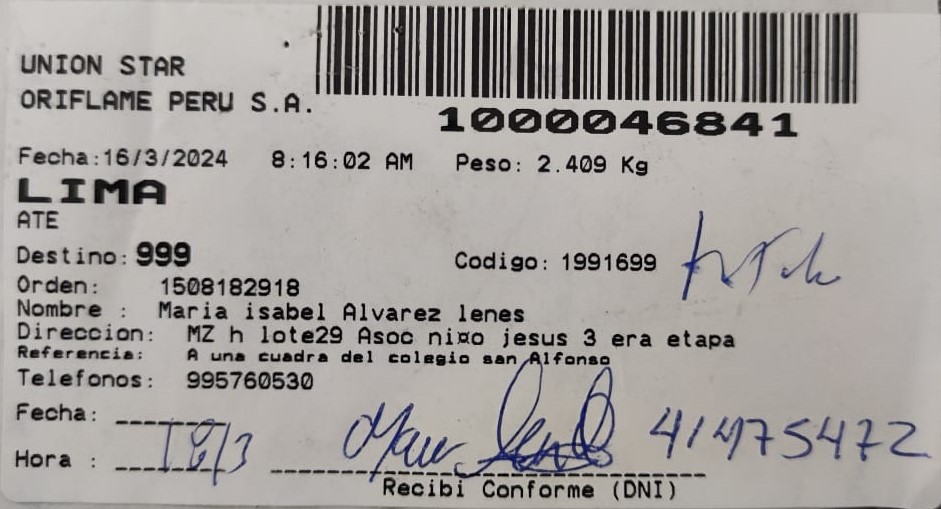 UNION STAR
ORIFLAME PERU S.A.
1000046841
Fecha:16/3/2024 8:16:02 AM Peso: 2.409 Kg
LIMA
ATE
Destino: 999 Codigo: 1991699
Orden: 1508182918
Nombre : Maria isabel Alvarez lenes
Direccion: MZ h lote29 Asoc ni¤o jesus 3 era etapa
Referencia: A una cuadra del colegio san Alfonso
Telefonos: 995760530
Fecha:
Hora : 18/3
Recibi Conforme (DNI)